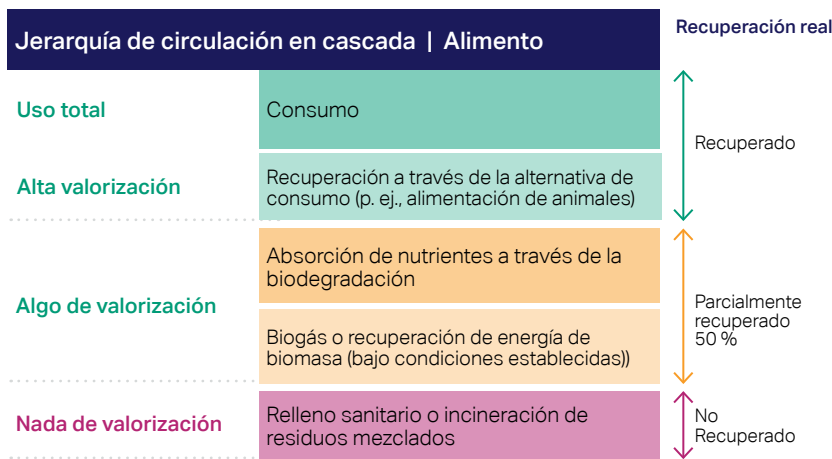 Jerarquía de circulación en cascada | Alimento
Recuperación real
Uso total
Consumo
Recuperado
Alta valorización
Recuperación a través de la alternativa de
consumo (p. ej., alimentación de animales)
Algo de valorización
Absorción de nutrientes a través de la
biodegradación
Parcialmente
recuperado
50 %
Biogás o recuperación de energía de
biomasa (bajo condiciones establecidas))
Nada de valorización
Relleno sanitario o incineración de
residuos mezclados
No
Recuperado